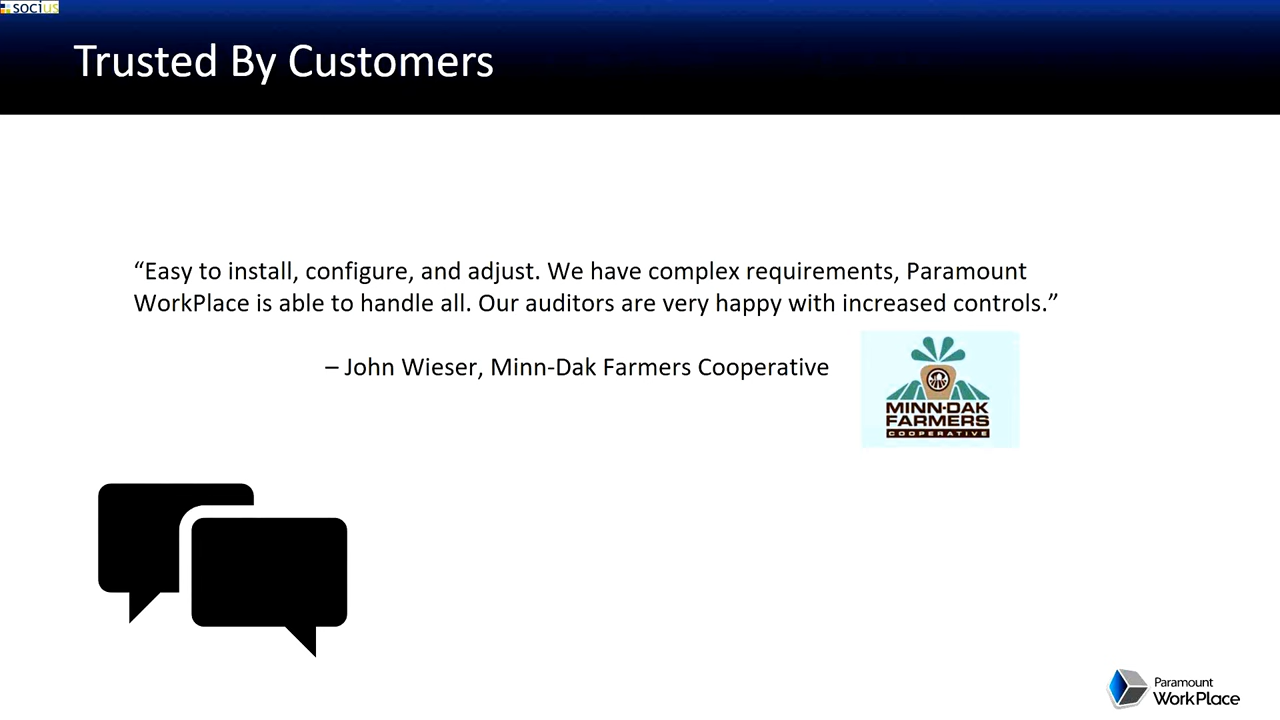 socius
Trusted By Customers
“Easy to install, configure, and adjust. We have complex requirements, Paramount
WorkPlace is able to handle all. Our auditors are very happy with increased controls.”
– John Wieser, Minn-Dak Farmers Cooperative
MINN-DAK
FARMERS
COOPERATIVE
Paramount
WorkPlace